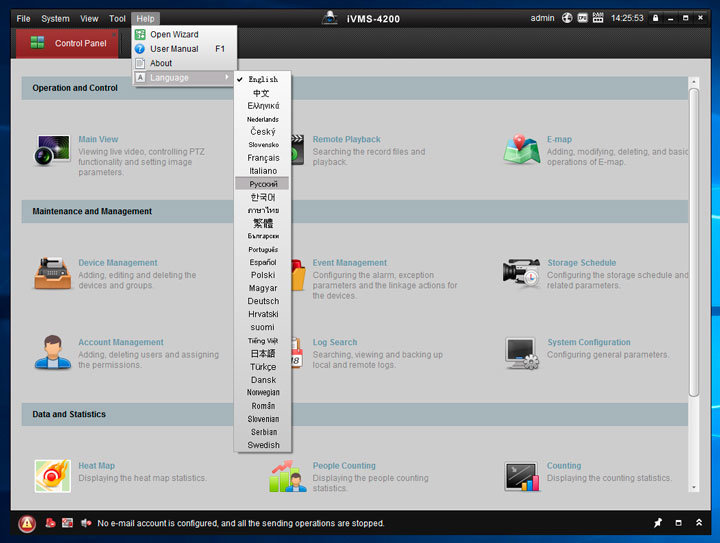 File System View Tool Help
iVMS-4200
admin
14:25:53
Control Panel
Open Wizard
User Manual F1
About
Language
English
中文
Ελληνικά
Nederlands
Český
Slovensko
Français
Italiano
Русский
한국어
ภาษาไทย
繁體
Български
Português
Español
Polski
Magyar
Deutsch
Hrvatski
suomi
Tiếng Việt
日本語
Türkçe
Dansk
Norwegian
Român
Slovenian
Serbian
Swedish
Operation and Control
Main View
Viewing live video, controlling PTZ
functionality and setting image
parameters.
Remote Playback
Searching the record files and
playback.
E-map
Adding, modifying, deleting, and basic
operations of E-map.
Maintenance and Management
Device Management
Adding, editing and deleting the
devices and groups.
Event Management
Configuring the alarm, exception
parameters and the linkage actions for
the devices.
Storage Schedule
Configuring the storage schedule and
related parameters.
Account Management
Adding, deleting users and assigning
the permissions.
Log Search
Searching, viewing and backing up
local and remote logs.
System Configuration
Configuring general parameters.
Data and Statistics
Heat Map
Displaying the heat map statistics.
People Counting
Displaying the people counting
statistics.
Counting
Displaying the counting statistics.
No e-mail account is configured, and all the sending operations are stopped.